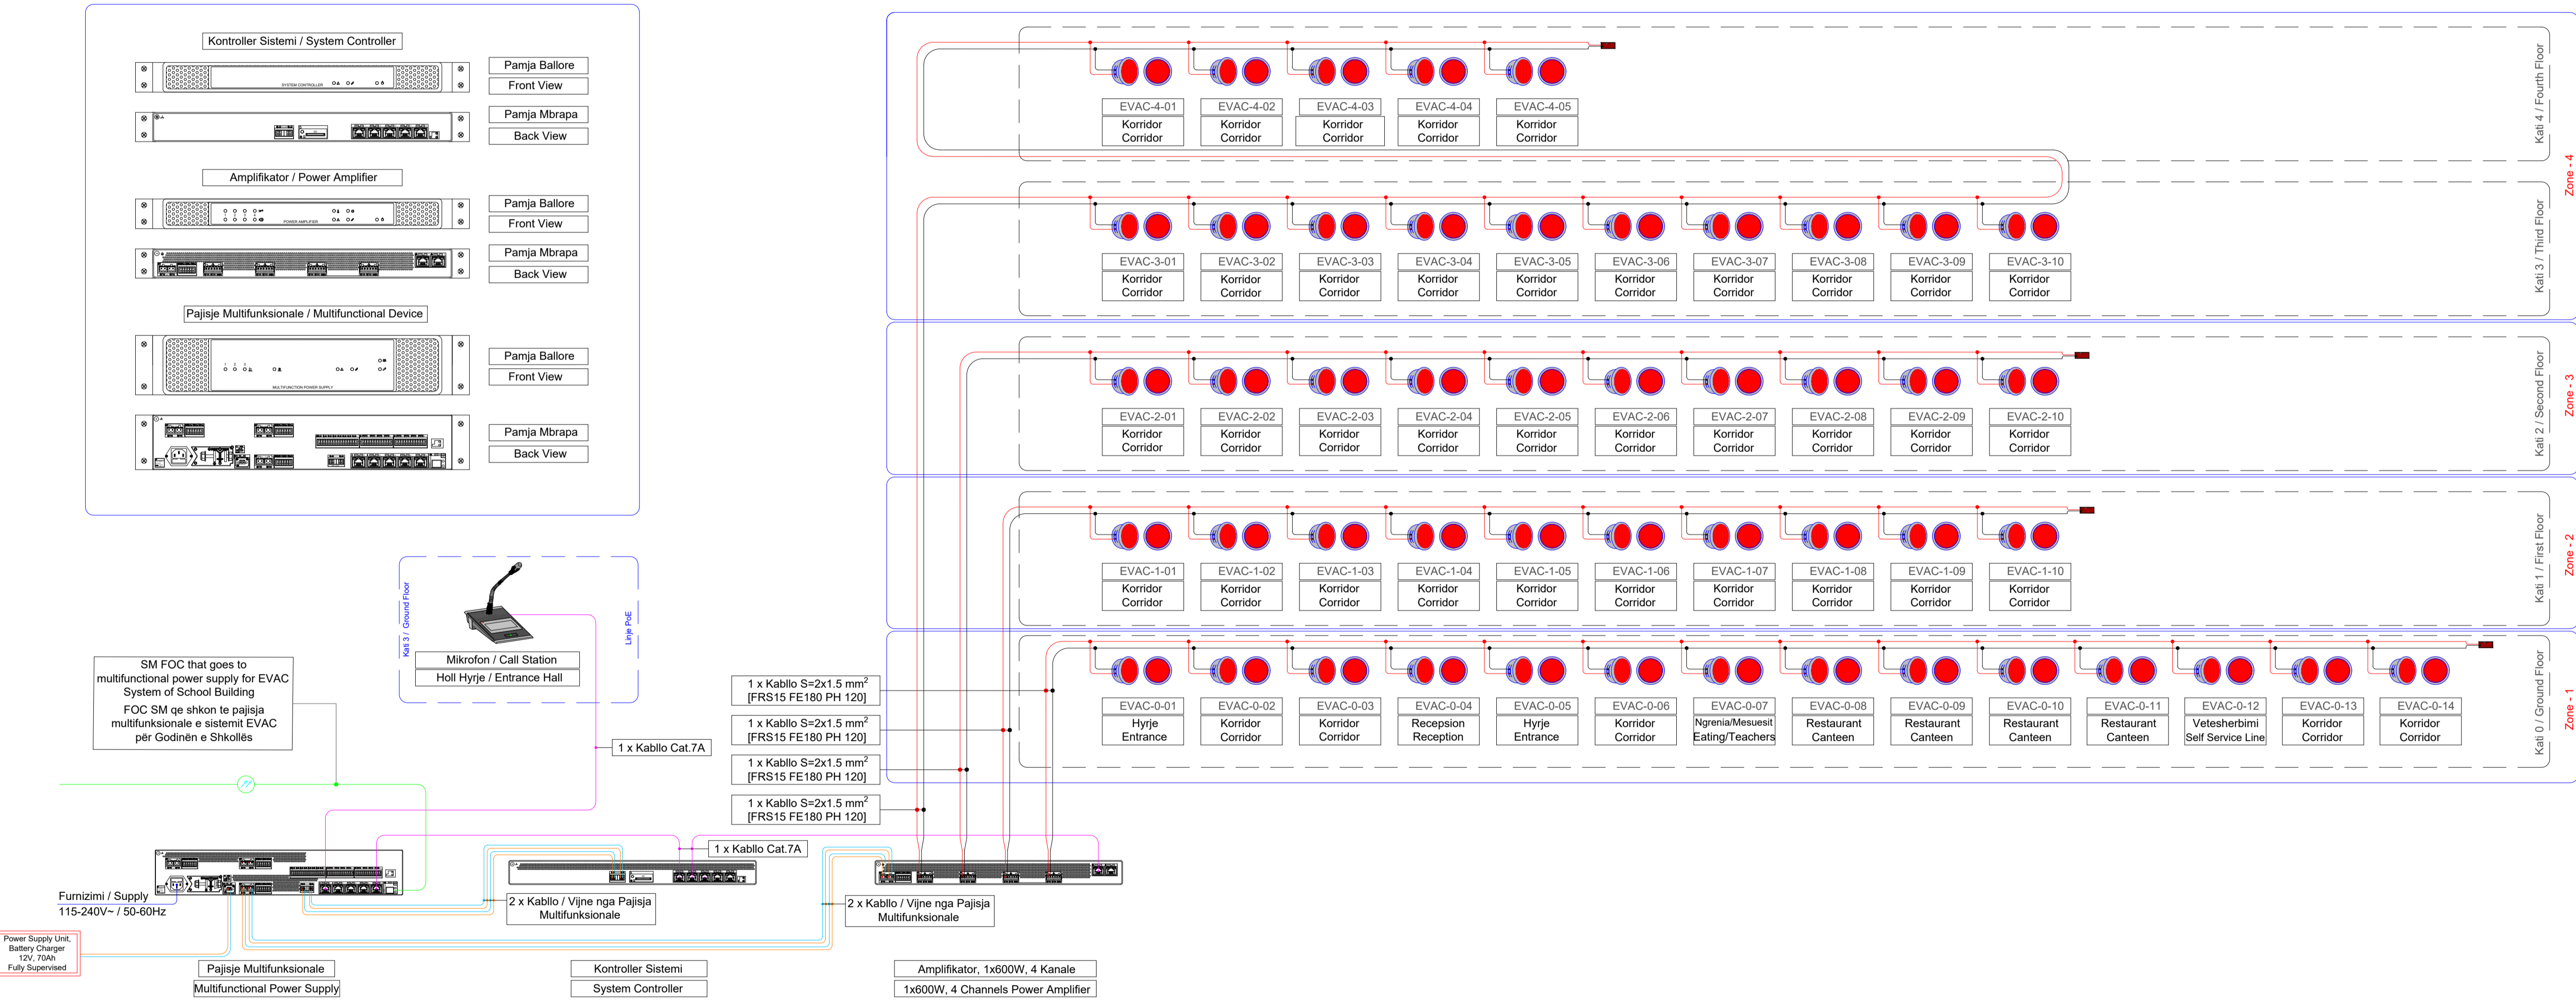 Kontroller Sistemi / System Controller
SYSTEM CONTROLLER
Pamja Ballore
Front View
Pamja Mbrapa
Back View
Amplifikator / Power Amplifier
POWER AMPLIFIER
Pamja Ballore
Front View
Pamja Mbrapa
Back View
Pajisje Multifunksionale / Multifunctional Device
MULTIFUNCTION POWER SUPPLY
Pamja Ballore
Front View
Pamja Mbrapa
Back View
Kati 3 / Ground Floor
Linje PoE
Mikrofon / Call Station
Holl Hyrje / Entrance Hall
SM FOC that goes to
multifunctional power supply for EVAC
System of School Building
FOC SM qe shkon te pajisja
multifunksionale e sistemit EVAC
për Godinën e Shkollës
1 x Kabllo Cat.7A
1 x Kabllo S=2x1.5 mm²
[FRS15 FE180 PH 120]
1 x Kabllo S=2x1.5 mm²
[FRS15 FE180 PH 120]
1 x Kabllo S=2x1.5 mm²
[FRS15 FE180 PH 120]
1 x Kabllo S=2x1.5 mm²
[FRS15 FE180 PH 120]
1 x Kabllo Cat.7A
Furnizimi / Supply
115-240V~ / 50-60Hz
2 x Kabllo / Vijne nga Pajisja
Multifunksionale
2 x Kabllo / Vijne nga Pajisja
Multifunksionale
Power Supply Unit,
Battery Charger
12V, 70Ah
Fully Supervised
Pajisje Multifunksionale
Multifunctional Power Supply
Kontroller Sistemi
System Controller
Amplifikator, 1x600W, 4 Kanale
1x600W, 4 Channels Power Amplifier
EVAC-4-01 EVAC-4-02 EVAC-4-03 EVAC-4-04 EVAC-4-05
Korridor Korridor Korridor Korridor Korridor
Corridor Corridor Corridor Corridor Corridor
Kati 4 / Fourth Floor
Zone - 4
EVAC-3-01 EVAC-3-02 EVAC-3-03 EVAC-3-04 EVAC-3-05 EVAC-3-06 EVAC-3-07 EVAC-3-08 EVAC-3-09 EVAC-3-10
Korridor Korridor Korridor Korridor Korridor Korridor Korridor Korridor Korridor Korridor
Corridor Corridor Corridor Corridor Corridor Corridor Corridor Corridor Corridor Corridor
Kati 3 / Third Floor
EVAC-2-01 EVAC-2-02 EVAC-2-03 EVAC-2-04 EVAC-2-05 EVAC-2-06 EVAC-2-07 EVAC-2-08 EVAC-2-09 EVAC-2-10
Korridor Korridor Korridor Korridor Korridor Korridor Korridor Korridor Korridor Korridor
Corridor Corridor Corridor Corridor Corridor Corridor Corridor Corridor Corridor Corridor
Kati 2 / Second Floor
Zone - 3
EVAC-1-01 EVAC-1-02 EVAC-1-03 EVAC-1-04 EVAC-1-05 EVAC-1-06 EVAC-1-07 EVAC-1-08 EVAC-1-09 EVAC-1-10
Korridor Korridor Korridor Korridor Korridor Korridor Korridor Korridor Korridor Korridor
Corridor Corridor Corridor Corridor Corridor Corridor Corridor Corridor Corridor Corridor
Kati 1 / First Floor
Zone - 2
EVAC-0-01 EVAC-0-02 EVAC-0-03 EVAC-0-04 EVAC-0-05 EVAC-0-06 EVAC-0-07 EVAC-0-08 EVAC-0-09 EVAC-0-10 EVAC-0-11 EVAC-0-12 EVAC-0-13 EVAC-0-14
Hyrje Korridor Korridor Recepsion Hyrje Korridor Ngrenia/Mesuesit Restaurant Restaurant Restaurant Restaurant Vetesherbimi Korridor Korridor
Entrance Corridor Corridor Reception Entrance Corridor Eating/Teachers Canteen Canteen Canteen Canteen Self Service Line Corridor Corridor
Kati 0 / Ground Floor
Zone - 1